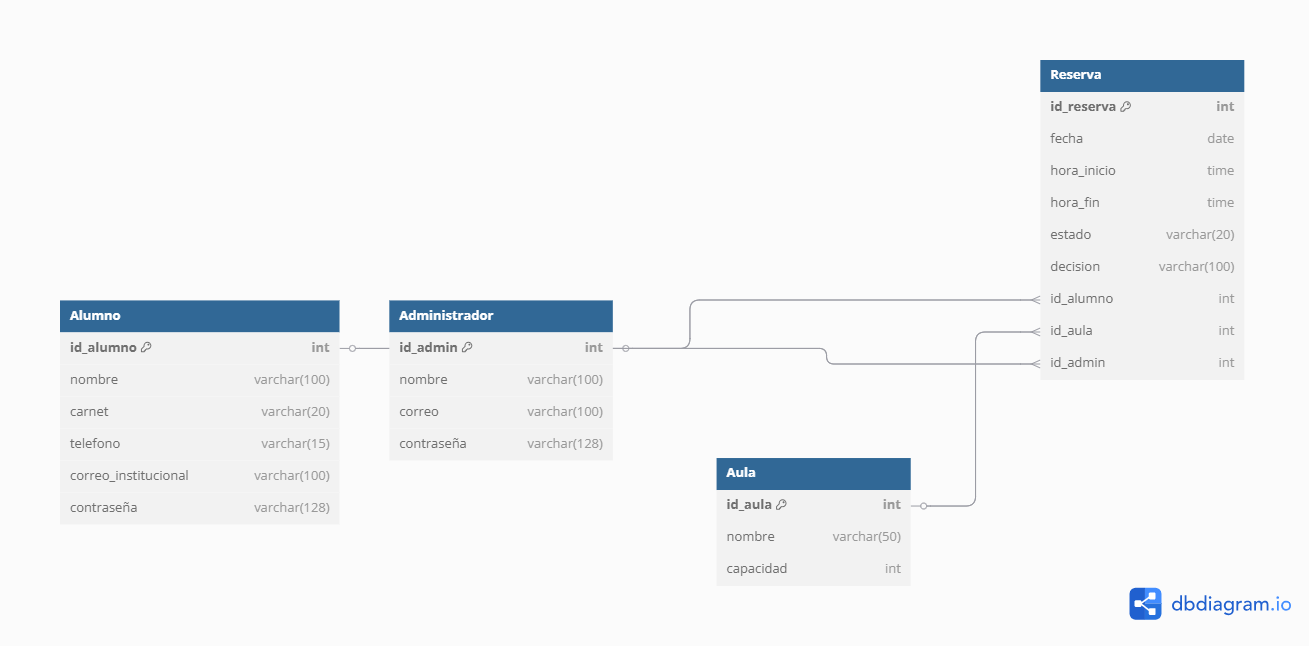 Reserva
id_reserva int
fecha date
hora_inicio time
hora_fin time
estado varchar(20)
decision varchar(100)
id_alumno int
id_aula int
id_admin int
Alumno
id_alumno int
nombre varchar(100)
carnet varchar(20)
telefono varchar(15)
correo_institucional varchar(100)
contraseña varchar(128)
Administrador
id_admin int
nombre varchar(100)
correo varchar(100)
contraseña varchar(128)
Aula
id_aula int
nombre varchar(50)
capacidad int
dbdiagram.io